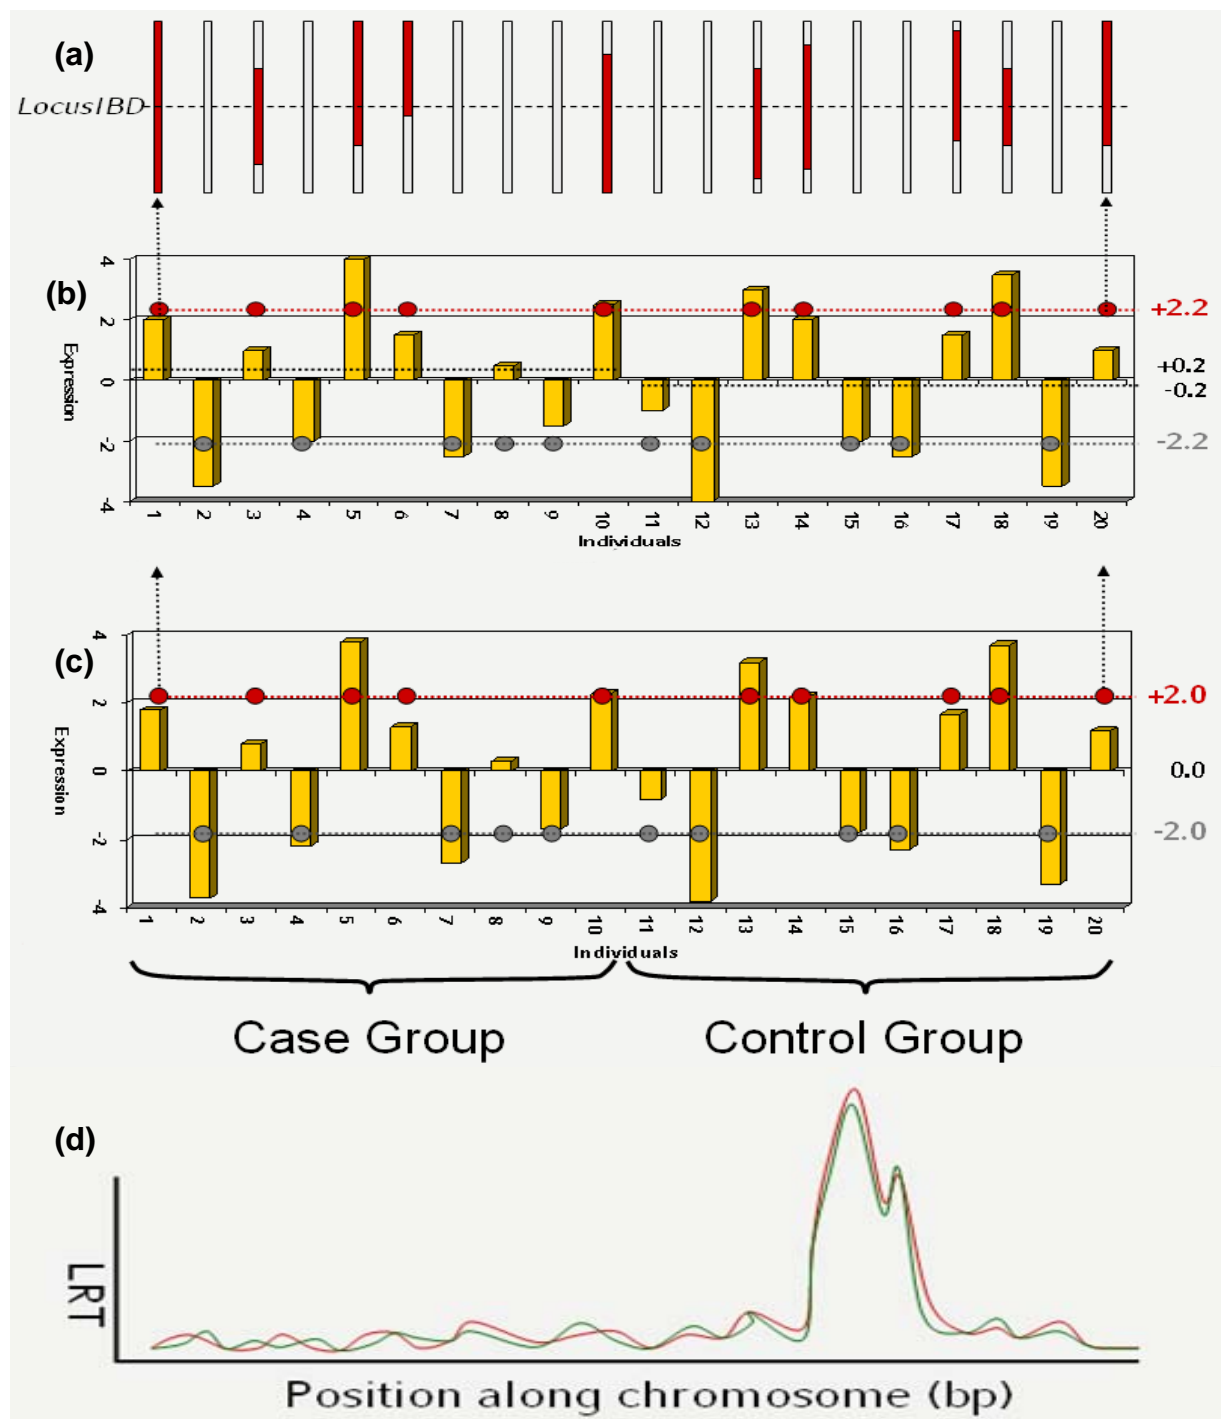 (a)
LocusIBD
(b)
4
2
0
-2
-4
Expression
+2.2
+0.2
-0.2
-2.2
1 2 3 4 5 6 7 8 9 10 11 12 13 14 15 16 17 18 19 20
Individuals
(c)
4
2
0
-2
-4
Expression
+2.0
0.0
-2.0
1 2 3 4 5 6 7 8 9 10 11 12 13 14 15 16 17 18 19 20
Individuals
Case Group Control Group
(d)
LRT
Position along chromosome (bp)